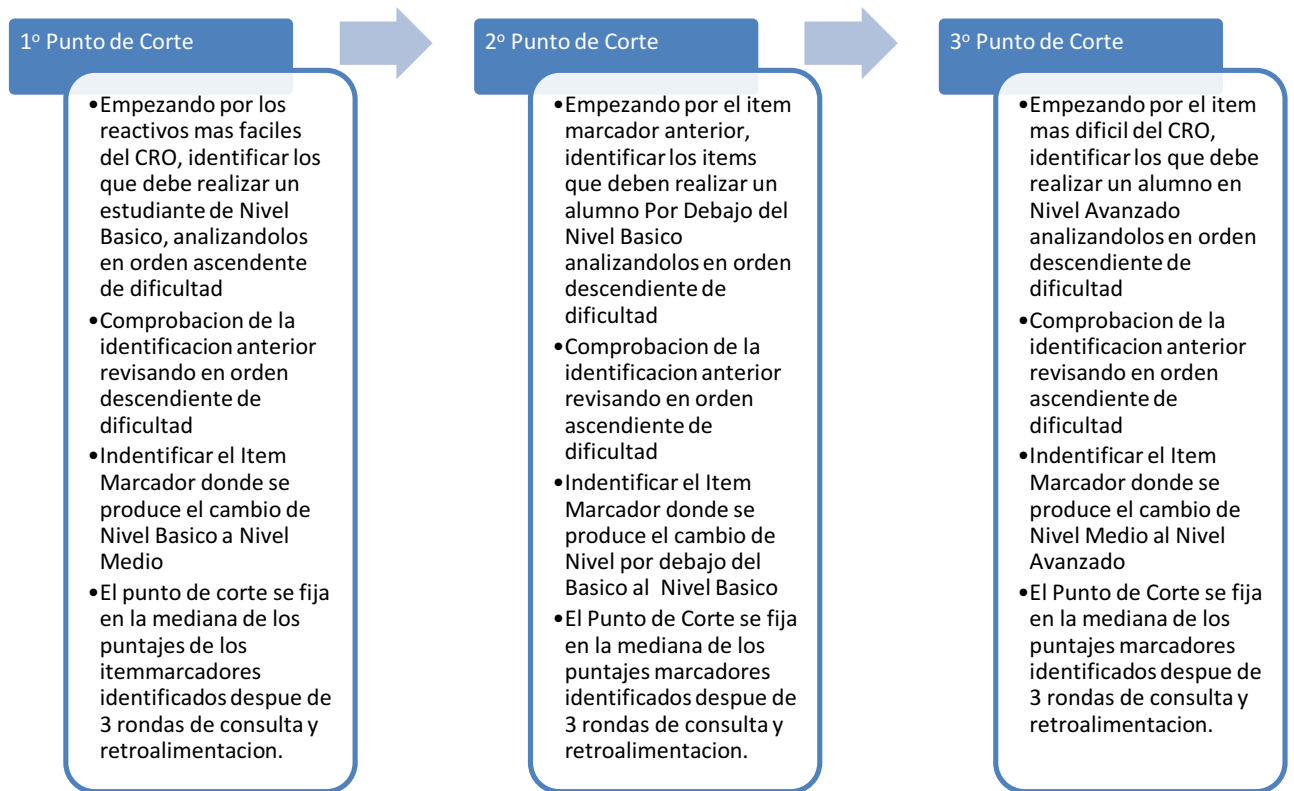 1º Punto de Corte
•Empezando por los
reactivos mas faciles
del CRO, identificar los
que debe realizar un
estudiante de Nivel
Basico, analizandolos
en orden ascendente
de dificultad
•Comprobacion de la
identificacion anterior
revisando en orden
descendiente de
dificultad
•Indentificar el Item
Marcador donde se
produce el cambio de
Nivel Basico a Nivel
Medio
•El punto de corte se fija
en la mediana de los
puntajes de los
itemmarcadores
identificados despue de
3 rondas de consulta y
retroalimentacion.
2º Punto de Corte
•Empezando por el item
marcador anterior,
identificar los items
que deben realizar un
alumno Por Debajo del
Nivel Basico
analizandolos en orden
descendiente de
dificultad
•Comprobacion de la
identificacion anterior
revisando en orden
ascendiente de
dificultad
•Indentificar el Item
Marcador donde se
produce el cambio de
Nivel por debajo del
Basico al Nivel Basico
•El Punto de Corte se fija
en la mediana de los
puntajes marcadores
identificados despue de
3 rondas de consulta y
retroalimentacion.
3º Punto de Corte
•Empezando por el item
mas dificil del CRO,
identificar los que debe
realizar un alumno en
Nivel Avanzado
analizandolos en orden
descendiente de
dificultad
•Comprobacion de la
identificacion anterior
revisando en orden
ascendiente de
dificultad
•Indentificar el Item
Marcador donde se
produce el cambio de
Nivel Medio al Nivel
Avanzado
•El Punto de Corte se fija
en la mediana de los
puntajes marcadores
identificados despue de
3 rondas de consulta y
retroalimentacion.